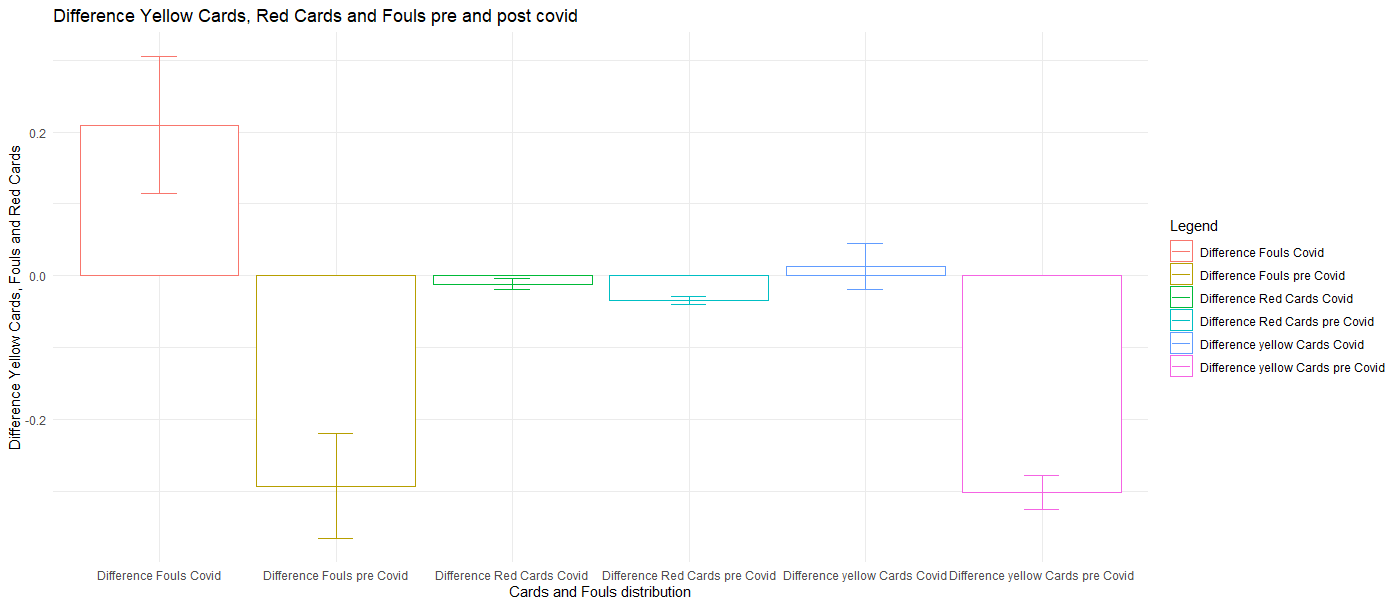 Difference Yellow Cards, Red Cards and Fouls pre and post covid
Difference Yellow Cards, Fouls and Red Cards
0.2
0.0
-0.2
Difference Fouls Covid
Difference Fouls pre Covid
Difference Red Cards Covid
Difference Red Cards pre Covid
Difference yellow Cards Covid
Difference yellow Cards pre Covid
Cards and Fouls distribution
Legend
Difference Fouls Covid
Difference Fouls pre Covid
Difference Red Cards Covid
Difference Red Cards pre Covid
Difference yellow Cards Covid
Difference yellow Cards pre Covid